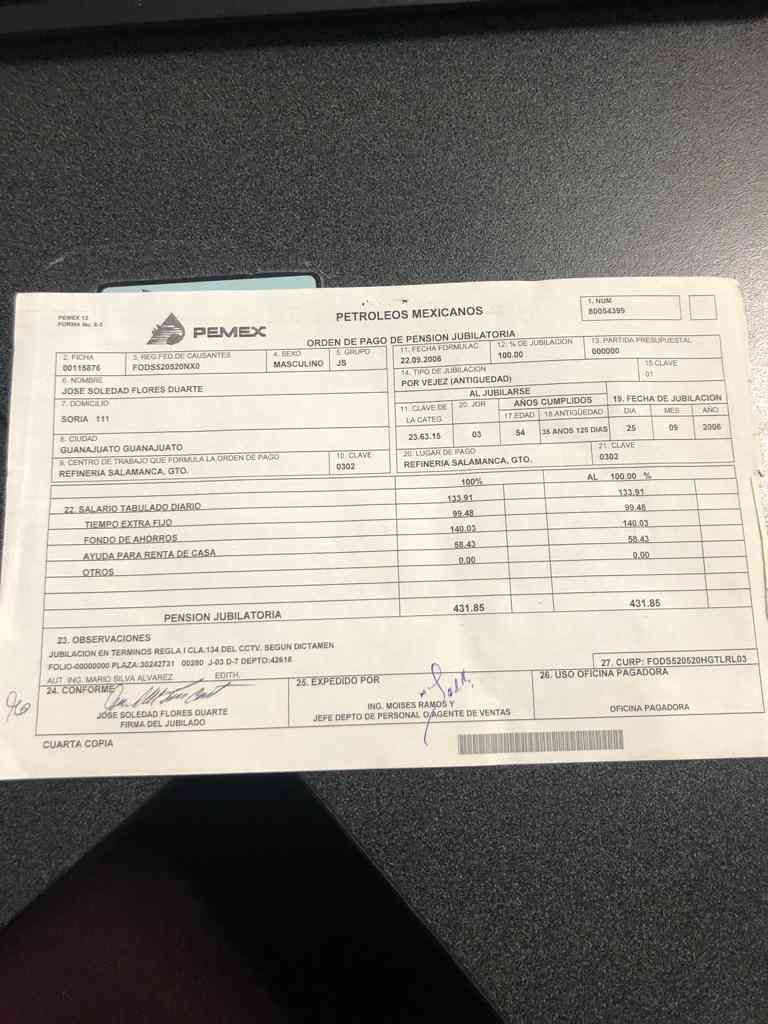 PEMEX 12
FORMA No. E-2
PEMEX
PETROLEOS MEXICANOS
1. NUM
80054399
ORDEN DE PAGO DE PENSION JUBILATORIA
2. FICHA
00115876
3. REG.FED.DE CAUSANTES
FODS520520NX0
4. SEXO
MASCULINO
5. GRUPO
JS
11. FECHA FORMULAC
22.09.2006
12. % DE JUBILACION
100.00
13. PARTIDA PRESUPUESTAL
000000
6. NOMBRE
JOSE SOLEDAD FLORES DUARTE
14. TIPO DE JUBILACION
POR VEJEZ (ANTIGUEDAD)
15.CLAVE
01
7. DOMICILIO
SORIA 111
AL JUBILARSE
11. CLAVE DE LA CATEG.
20. JOR
AÑOS CUMPLIDOS
17.EDAD
18.ANTIGÜEDAD
19. FECHA DE JUBILACION
DIA
MES
AÑO
23.63.15
03
54
35 ANOS 125 DIAS
25
09
2006
8. CIUDAD
GUANAJUATO GUANAJUATO
9. CENTRO DE TRABAJO QUE FORMULA LA ORDEN DE PAGO
REFINERIA SALAMANCA, GTO.
10. CLAVE
0302
20. LUGAR DE PAGO
REFINERIA SALAMANCA, GTO.
21. CLAVE
0302
100%
AL 100.00 %
22. SALARIO TABULADO DIARIO 133.91 133.91
TIEMPO EXTRA FIJO 99.48 99.48
FONDO DE AHORROS 140.03 140.03
AYUDA PARA RENTA DE CASA 58.43 58.43
OTROS 0.00 0.00
PENSION JUBILATORIA 431.85 431.85
23. OBSERVACIONES
JUBILACION EN TERMINOS REGLA I CLA.134 DEL CCTV. SEGUN DICTAMEN
FOLIO-00000000 PLAZA:30242731 00280 J-03 D-7 DEPTO:42618
AUT. ING. MARIO SILVA ALVAREZ EDITH.
27. CURP: FODS520520HGTLRL03
24. CONFORME
JOSE SOLEDAD FLORES DUARTE
FIRMA DEL JUBILADO
25. EXPEDIDO POR
ING. MOISES RAMOS Y
JEFE DEPTO DE PERSONAL O AGENTE DE VENTAS
26. USO OFICINA PAGADORA
OFICINA PAGADORA
CUARTA COPIA